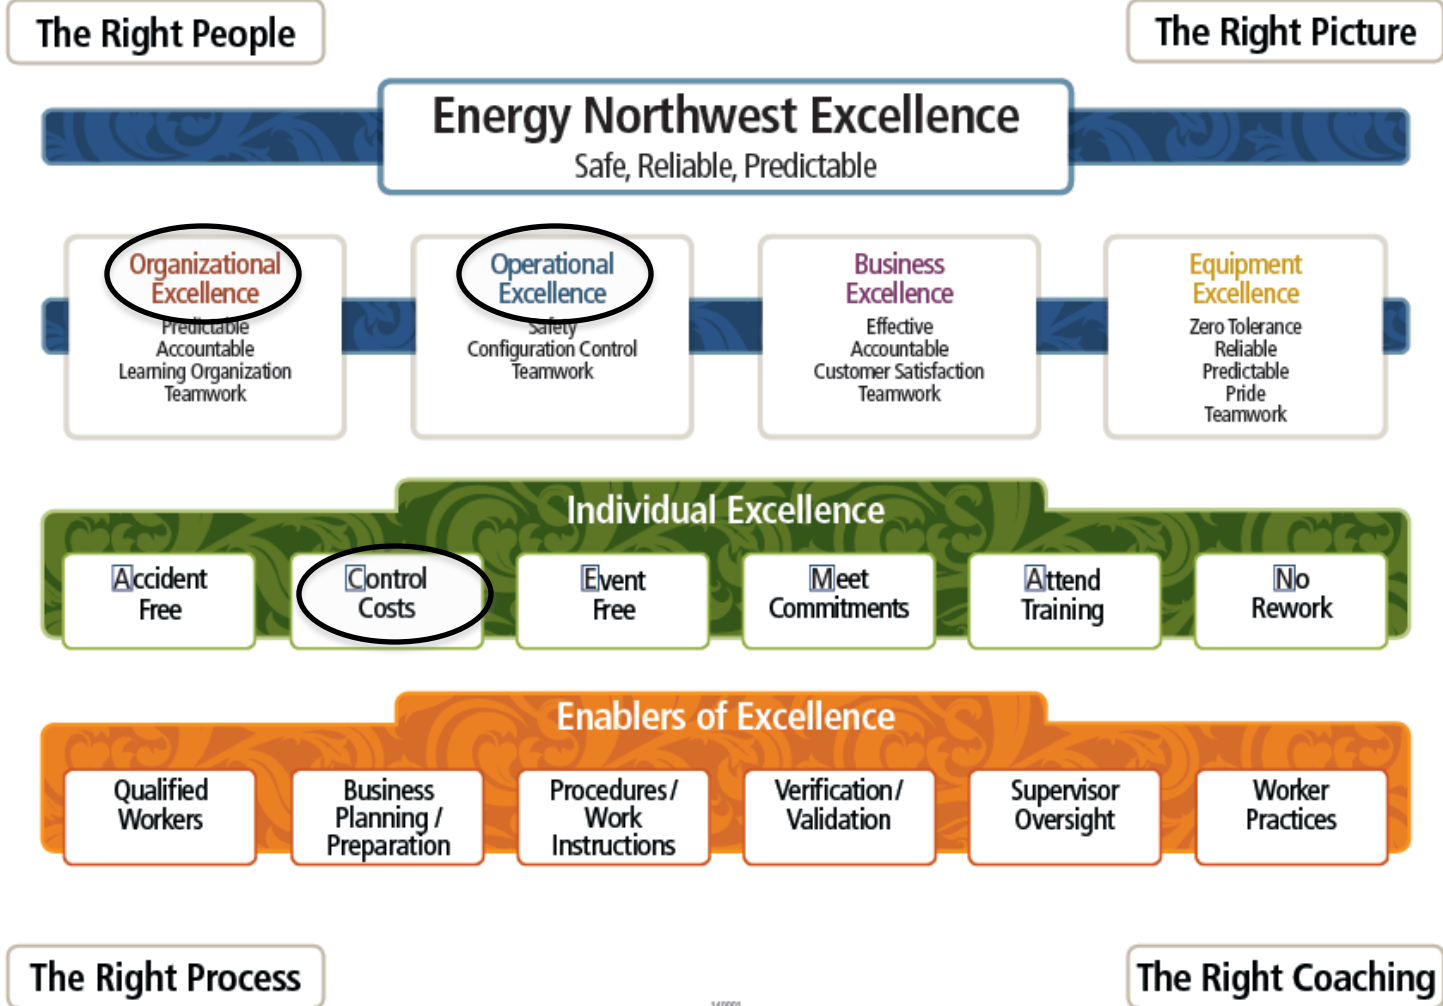 The Right People
The Right Picture
Energy Northwest Excellence
Safe, Reliable, Predictable
Organizational
Excellence
Predictable
Accountable
Learning Organization
Teamwork
Operational
Excellence
Safety
Configuration Control
Teamwork
Business
Excellence
Effective
Accountable
Customer Satisfaction
Teamwork
Equipment
Excellence
Zero Tolerance
Reliable
Predictable
Pride
Teamwork
Individual Excellence
Accident
Free
Control
Costs
Event
Free
Meet
Commitments
Attend
Training
No
Rework
Enablers of Excellence
Qualified
Workers
Business
Planning /
Preparation
Procedures /
Work
Instructions
Verification /
Validation
Supervisor
Oversight
Worker
Practices
The Right Process
The Right Coaching